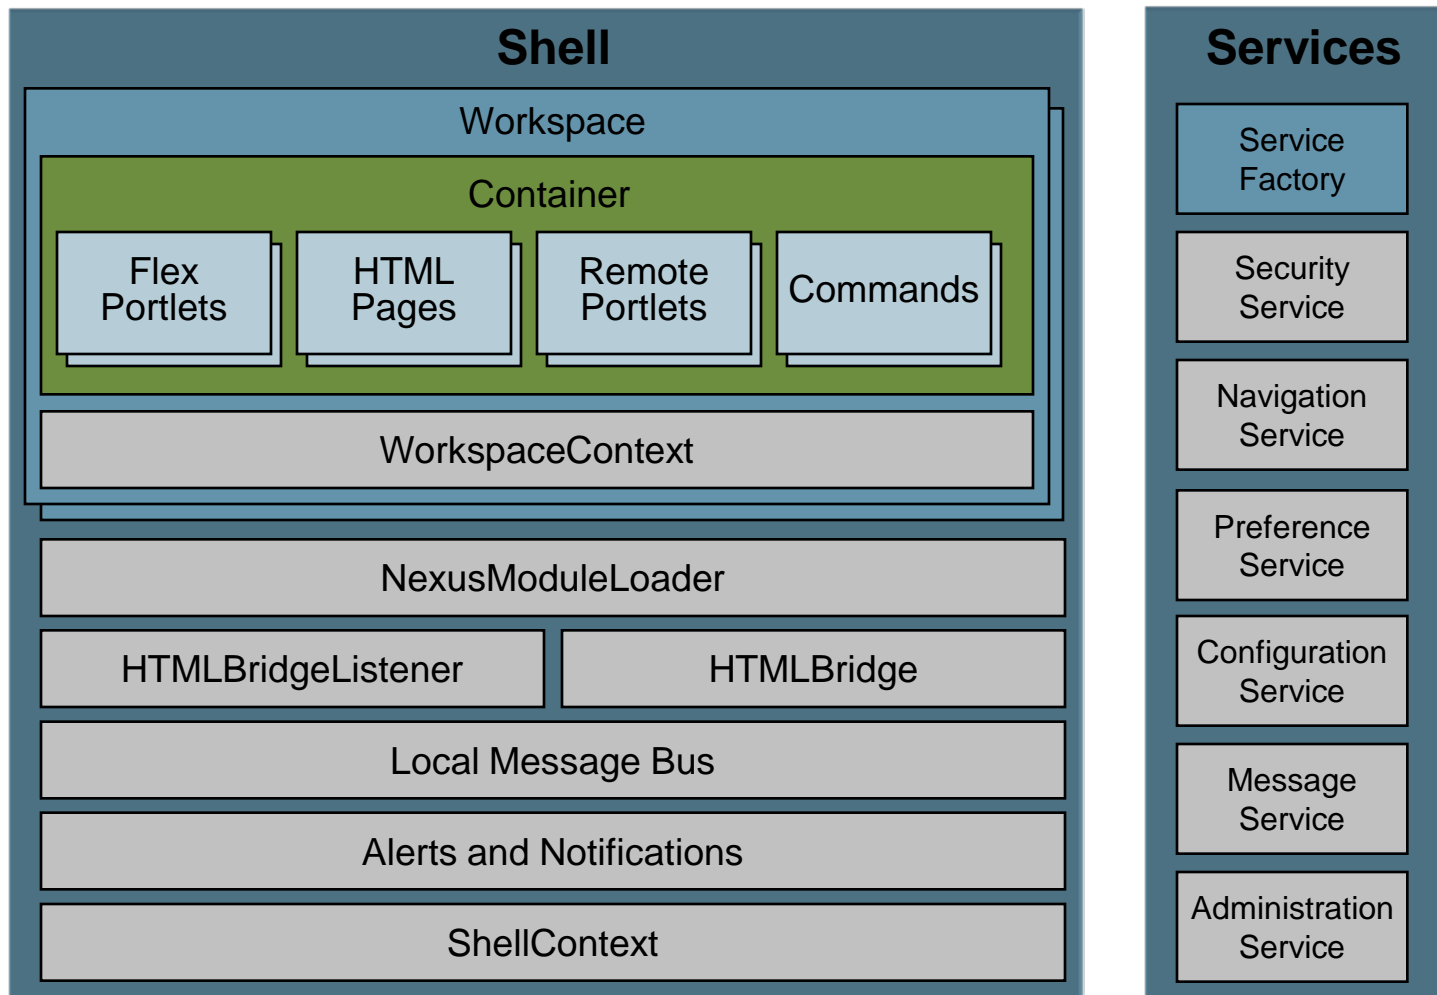 Shell
Workspace
Container
Flex
Portlets
HTML
Pages
Remote
Portlets
Commands
WorkspaceContext
NexusModuleLoader
HTMLBridgeListener
HTMLBridge
Local Message Bus
Alerts and Notifications
ShellContext
Services
Service
Factory
Security
Service
Navigation
Service
Preference
Service
Configuration
Service
Message
Service
Administration
Service